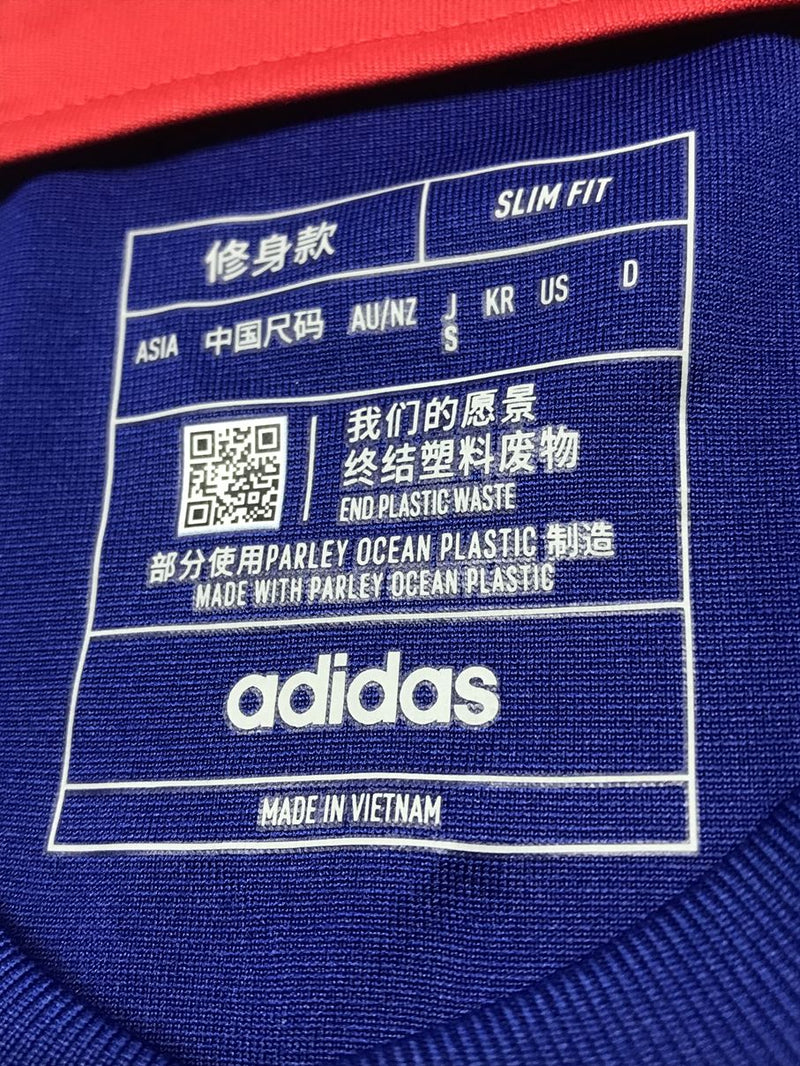 修身款 SLIM FIT
ASIA 中国尺码 AU/NZ J KR US D
S
我们的愿景
终结塑料废物
END PLASTIC WASTE
部分使用PARLEY OCEAN PLASTIC 制造
MADE WITH PARLEY OCEAN PLASTIC
adidas
MADE IN VIETNAM